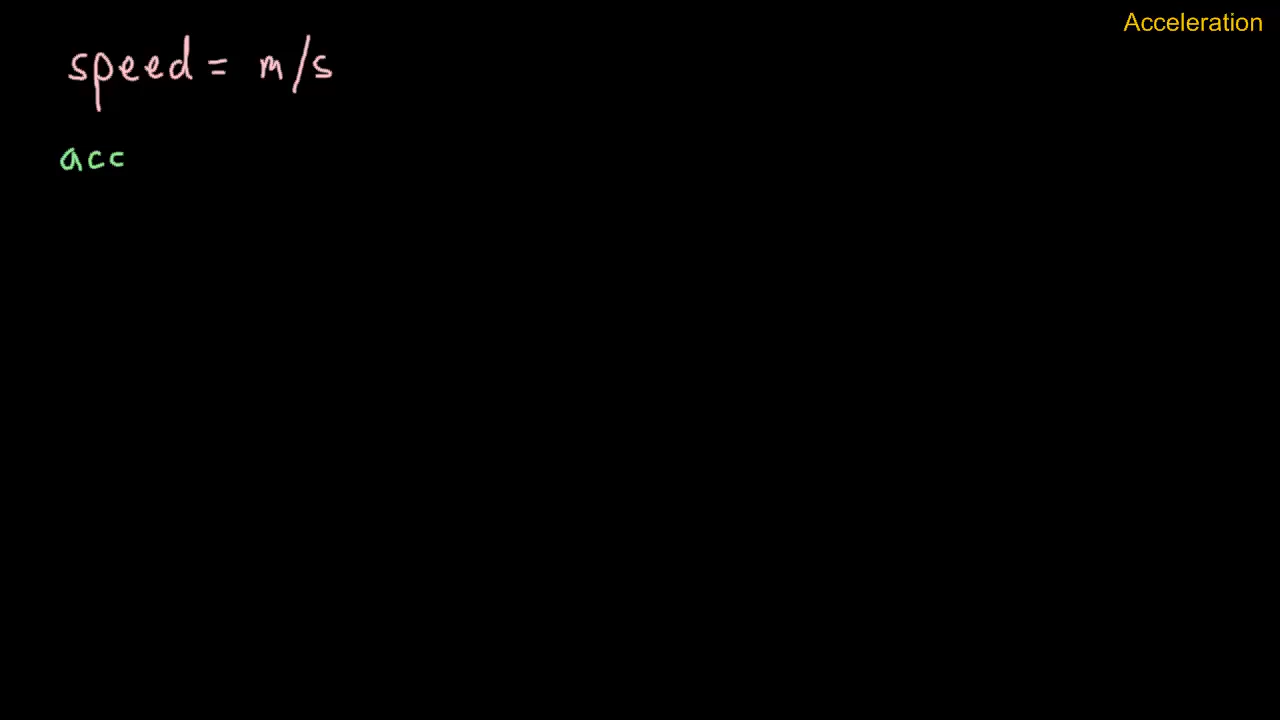 Acceleration
speed = m/s
acc